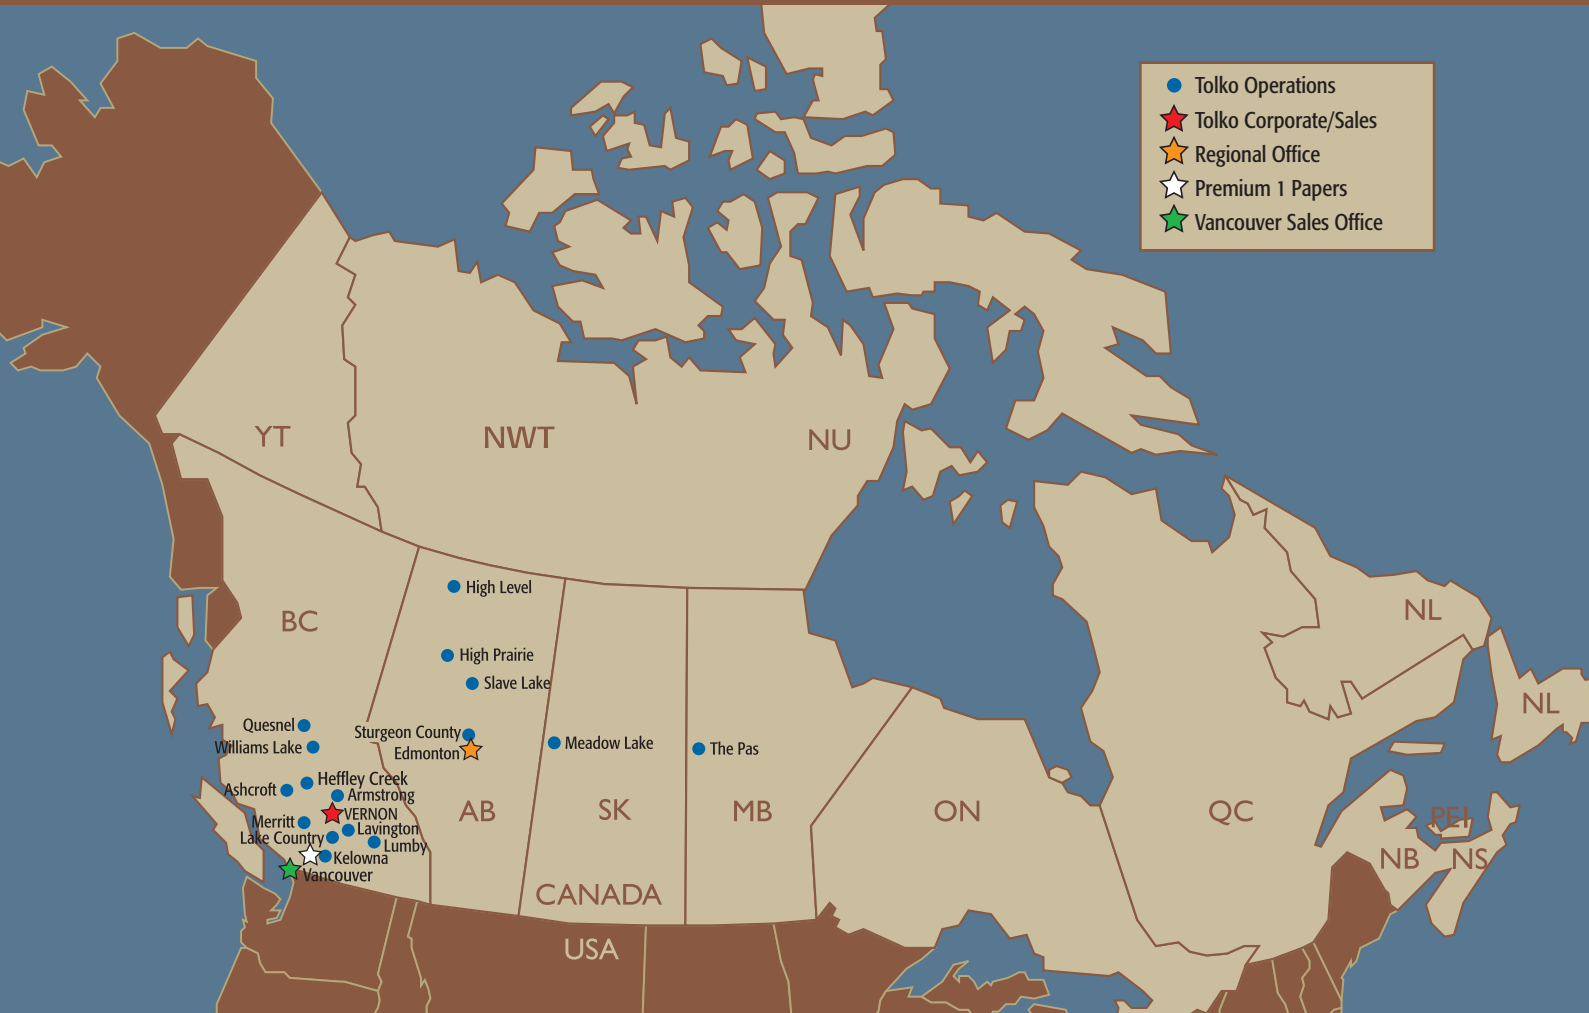 Tolko Operations
Tolko Corporate/Sales
Regional Office
Premium 1 Papers
Vancouver Sales Office
YT
NWT
NU
High Level
BC
NL
High Prairie
Slave Lake
NL
Quesnel
Sturgeon County
Williams Lake
Edmonton
Meadow Lake
The Pas
Heffley Creek
Ashcroft
Armstrong
VERNON
AB
SK
MB
ON
QC
PEI
Merritt
Lavington
Lake Country
Lumby
Kelowna
NB
NS
Vancouver
CANADA
USA